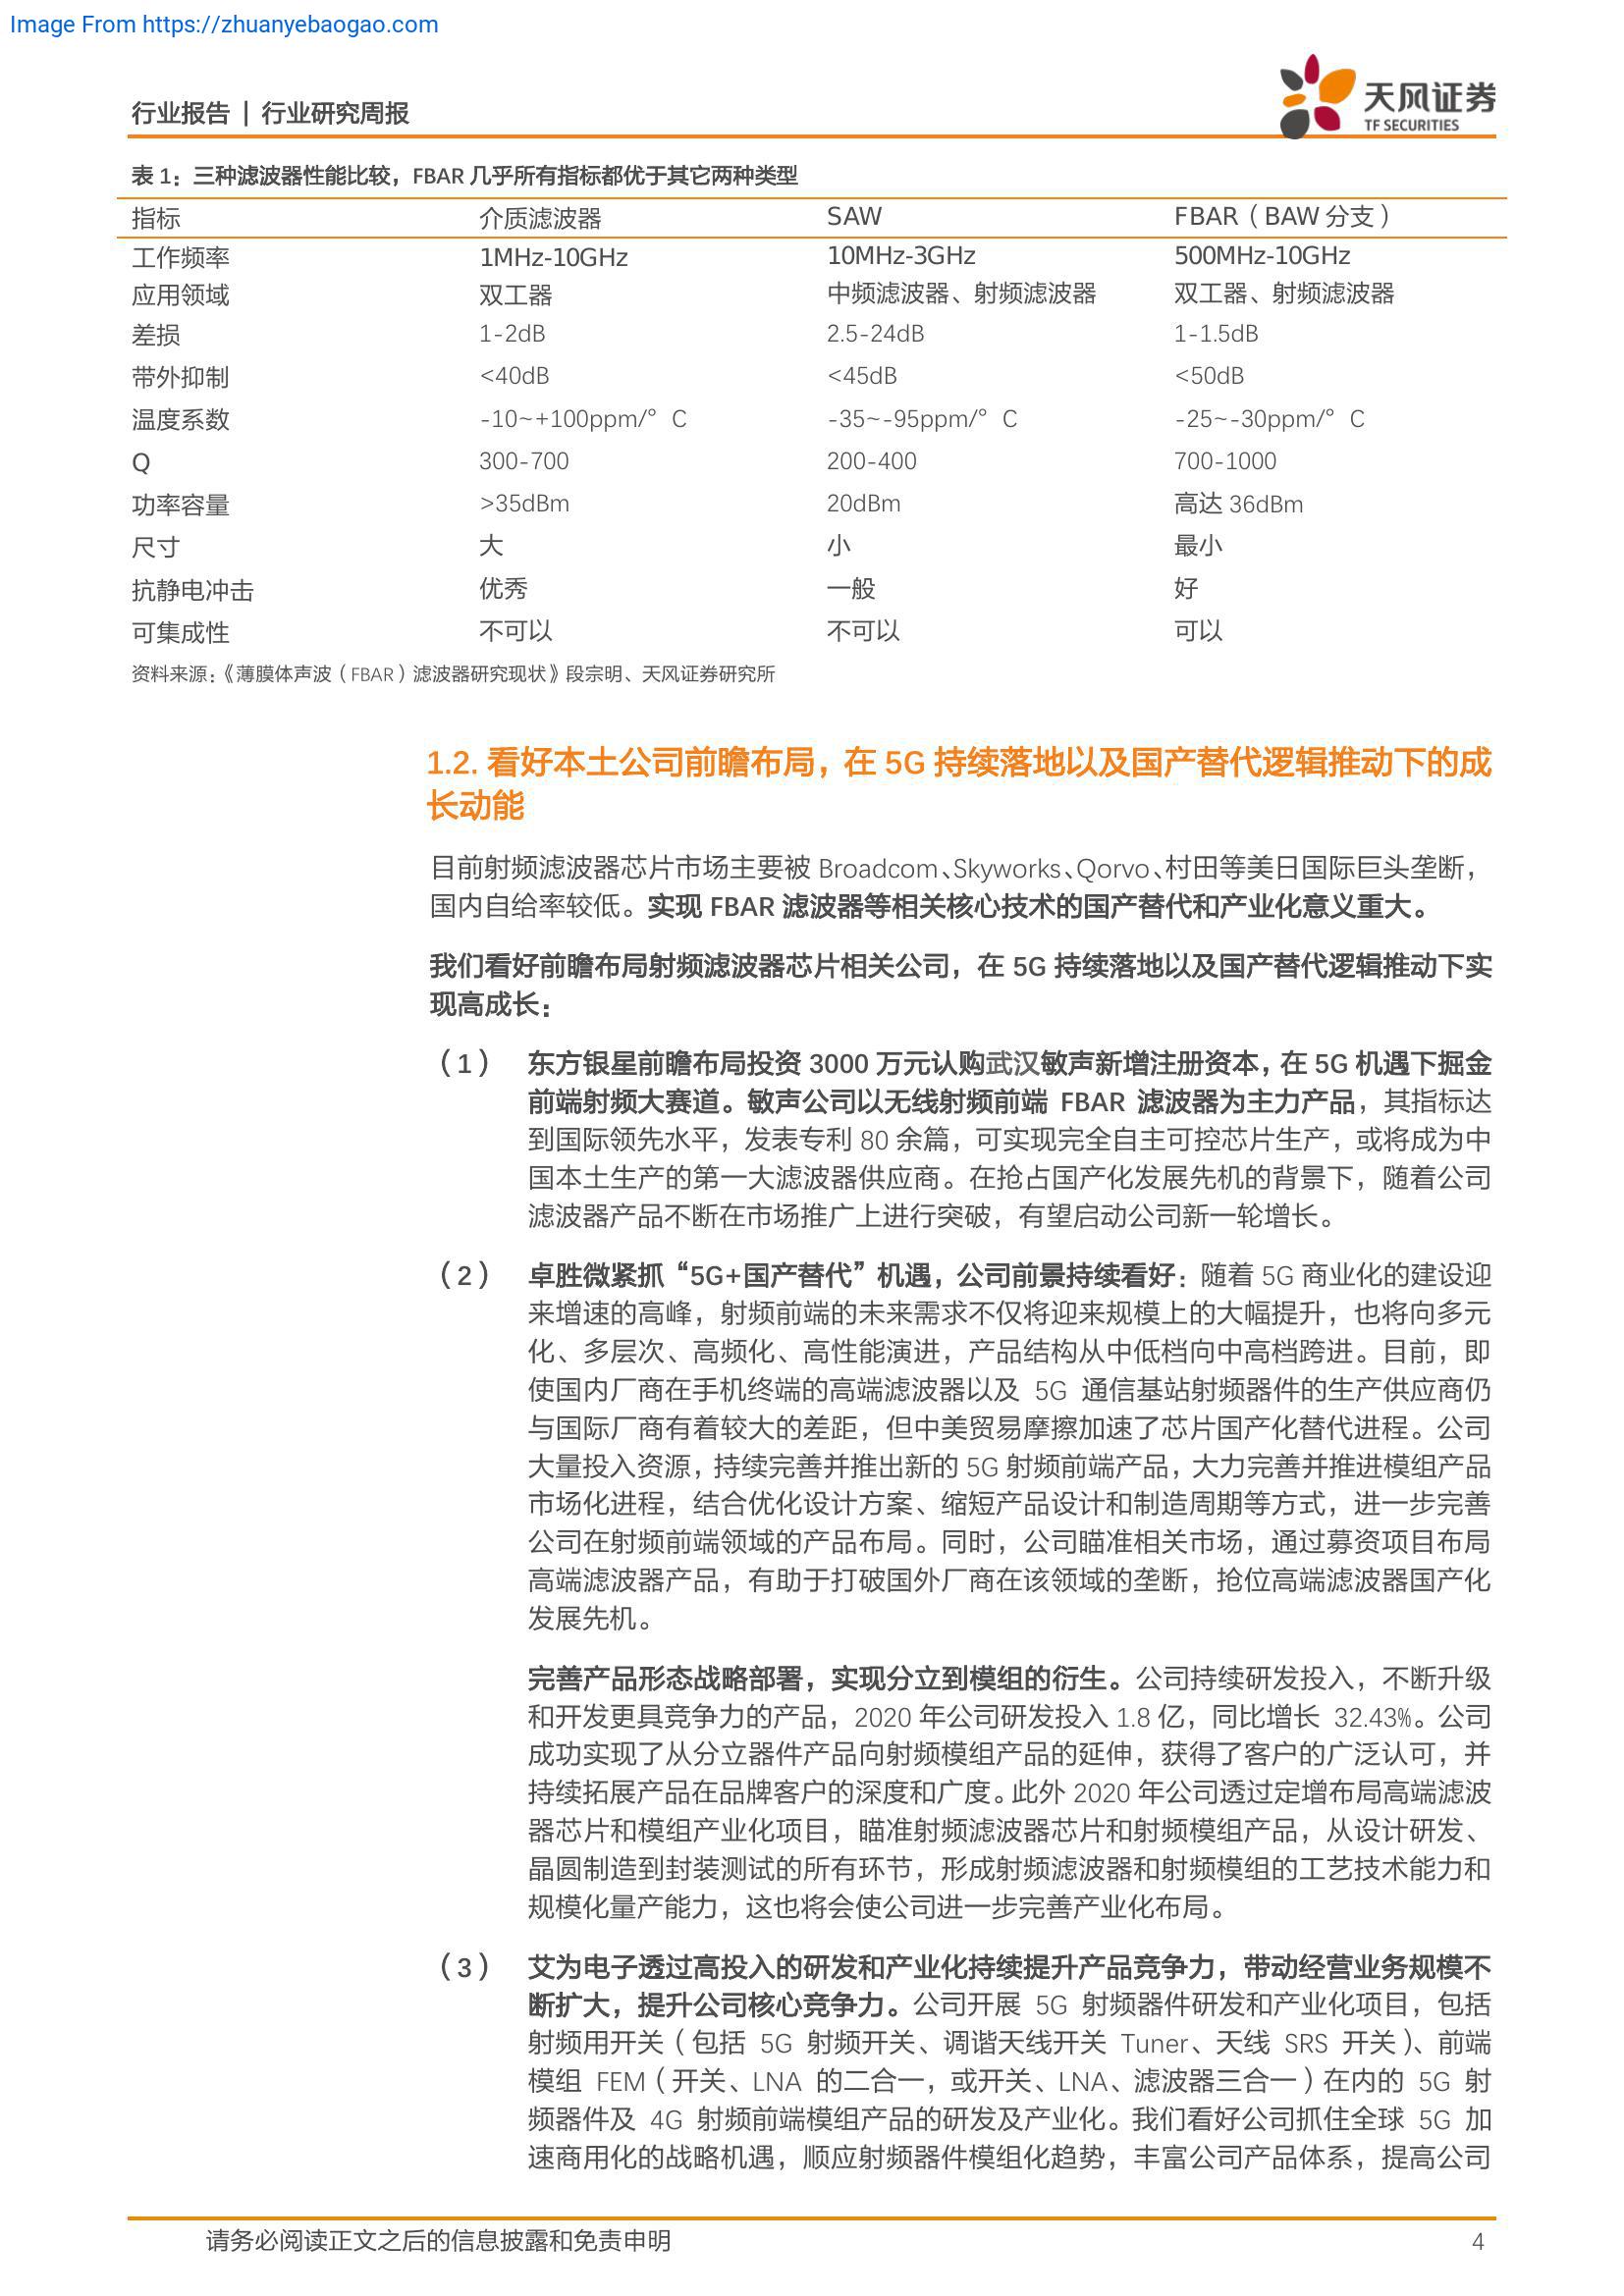 Image From https://zhuanyebaogao.com
行业报告 | 行业研究周报
天风证券
TF SECURITIES
表 1：三种滤波器性能比较，FBAR 几乎所有指标都优于其它两种类型
指标 介质滤波器 SAW FBAR（BAW 分支）
工作频率 1MHz-10GHz 10MHz-3GHz 500MHz-10GHz
应用领域 双工器 中频滤波器、射频滤波器 双工器、射频滤波器
差损 1-2dB 2.5-24dB 1-1.5dB
带外抑制 <40dB <45dB <50dB
温度系数 -10~+100ppm/°C -35~-95ppm/°C -25~-30ppm/°C
Q 300-700 200-400 700-1000
功率容量 >35dBm 20dBm 高达 36dBm
尺寸 大 小 最小
抗静电冲击 优秀 一般 好
可集成性 不可以 不可以 可以
资料来源：《薄膜体声波（FBAR）滤波器研究现状》段宗明、天风证券研究所
1.2. 看好本土公司前瞻布局，在 5G 持续落地以及国产替代逻辑推动下的成
长动能
目前射频滤波器芯片市场主要被 Broadcom、Skyworks、Qorvo、村田等美日国际巨头垄断，
国内自给率较低。实现 FBAR 滤波器等相关核心技术的国产替代和产业化意义重大。
我们看好前瞻布局射频滤波器芯片相关公司，在 5G 持续落地以及国产替代逻辑推动下实
现高成长：
（1） 东方银星前瞻布局投资 3000 万元认购武汉敏声新增注册资本，在 5G 机遇下掘金
前端射频大赛道。敏声公司以无线射频前端 FBAR 滤波器为主力产品，其指标达
到国际领先水平，发表专利 80 余篇，可实现完全自主可控芯片生产，或将成为中
国本土生产的第一大滤波器供应商。在抢占国产化发展先机的背景下，随着公司
滤波器产品不断在市场推广上进行突破，有望启动公司新一轮增长。
（2） 卓胜微紧抓“5G+国产替代”机遇，公司前景持续看好：随着 5G 商业化的建设迎
来增速的高峰，射频前端的未来需求不仅将迎来规模上的大幅提升，也将向多元
化、多层次、高频化、高性能演进，产品结构从中低档向中高档跨进。目前，即
使国内厂商在手机终端的高端滤波器以及 5G 通信基站射频器件的生产供应商仍
与国际厂商有着较大的差距，但中美贸易摩擦加速了芯片国产化替代进程。公司
大量投入资源，持续完善并推出新的 5G 射频前端产品，大力完善并推进模组产品
市场化进程，结合优化设计方案、缩短产品设计和制造周期等方式，进一步完善
公司在射频前端领域的产品布局。同时，公司瞄准相关市场，通过募资项目布局
高端滤波器产品，有助于打破国外厂商在该领域的垄断，抢位高端滤波器国产化
发展先机。
完善产品形态战略部署，实现分立到模组的衍生。公司持续研发投入，不断升级
和开发更具竞争力的产品，2020 年公司研发投入 1.8 亿，同比增长 32.43%。公司
成功实现了从分立器件产品向射频模组产品的延伸，获得了客户的广泛认可，并
持续拓展产品在品牌客户的深度和广度。此外 2020 年公司透过定增布局高端滤波
器芯片和模组产业化项目，瞄准射频滤波器芯片和射频模组产品，从设计研发、
晶圆制造到封装测试的所有环节，形成射频滤波器和射频模组的工艺技术能力和
规模化量产能力，这也将会使公司进一步完善产业化布局。
（3） 艾为电子透过高投入的研发和产业化持续提升产品竞争力，带动经营业务规模不
断扩大，提升公司核心竞争力。公司开展 5G 射频器件研发和产业化项目，包括
射频用开关（包括 5G 射频开关、调谐天线开关 Tuner、天线 SRS 开关）、前端
模组 FEM（开关、LNA 的二合一，或开关、LNA、滤波器三合一）在内的 5G 射
频器件及 4G 射频前端模组产品的研发及产业化。我们看好公司抓住全球 5G 加
速商用化的战略机遇，顺应射频器件模组化趋势，丰富公司产品体系，提高公司
请务必阅读正文之后的信息披露和免责申明 4